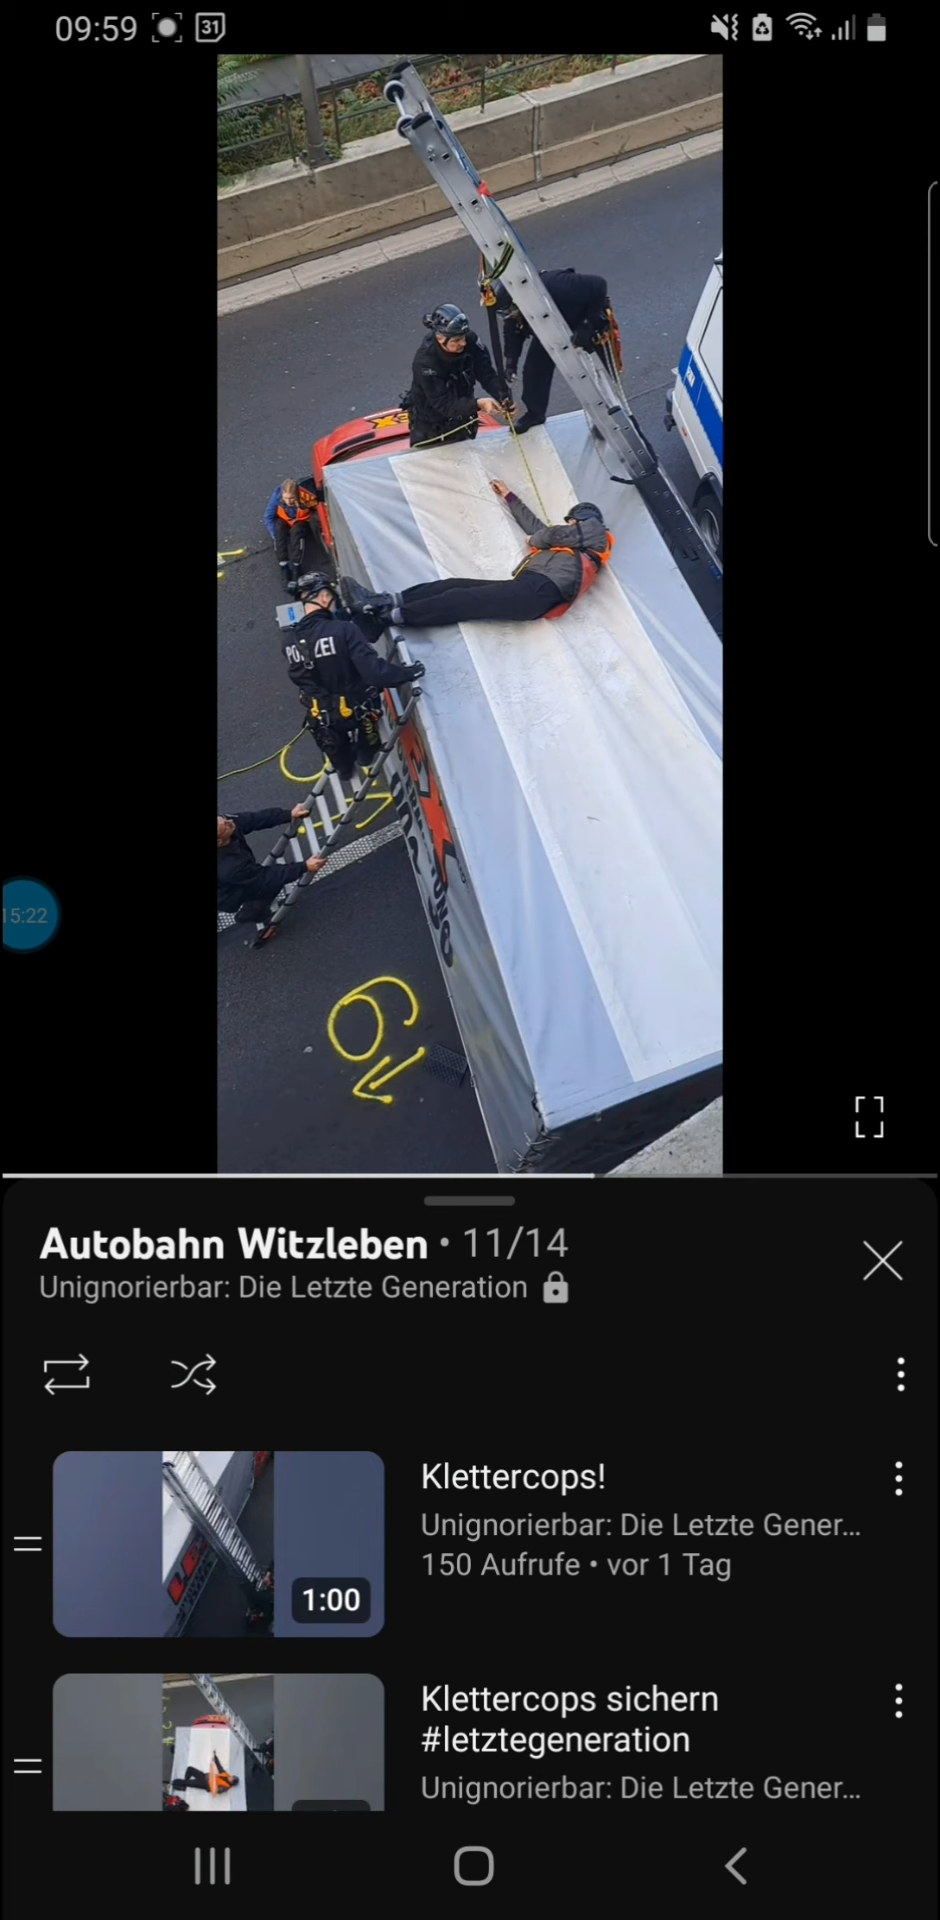 09:59
31
POLIZEI
15:22
Autobahn Witzleben • 11/14
Unignorierbar: Die Letzte Generation
Klettercops!
Unignorierbar: Die Letzte Gener...
150 Aufrufe • vor 1 Tag
1:00
Klettercops sichern
#letztegeneration
Unignorierbar: Die Letzte Gener...